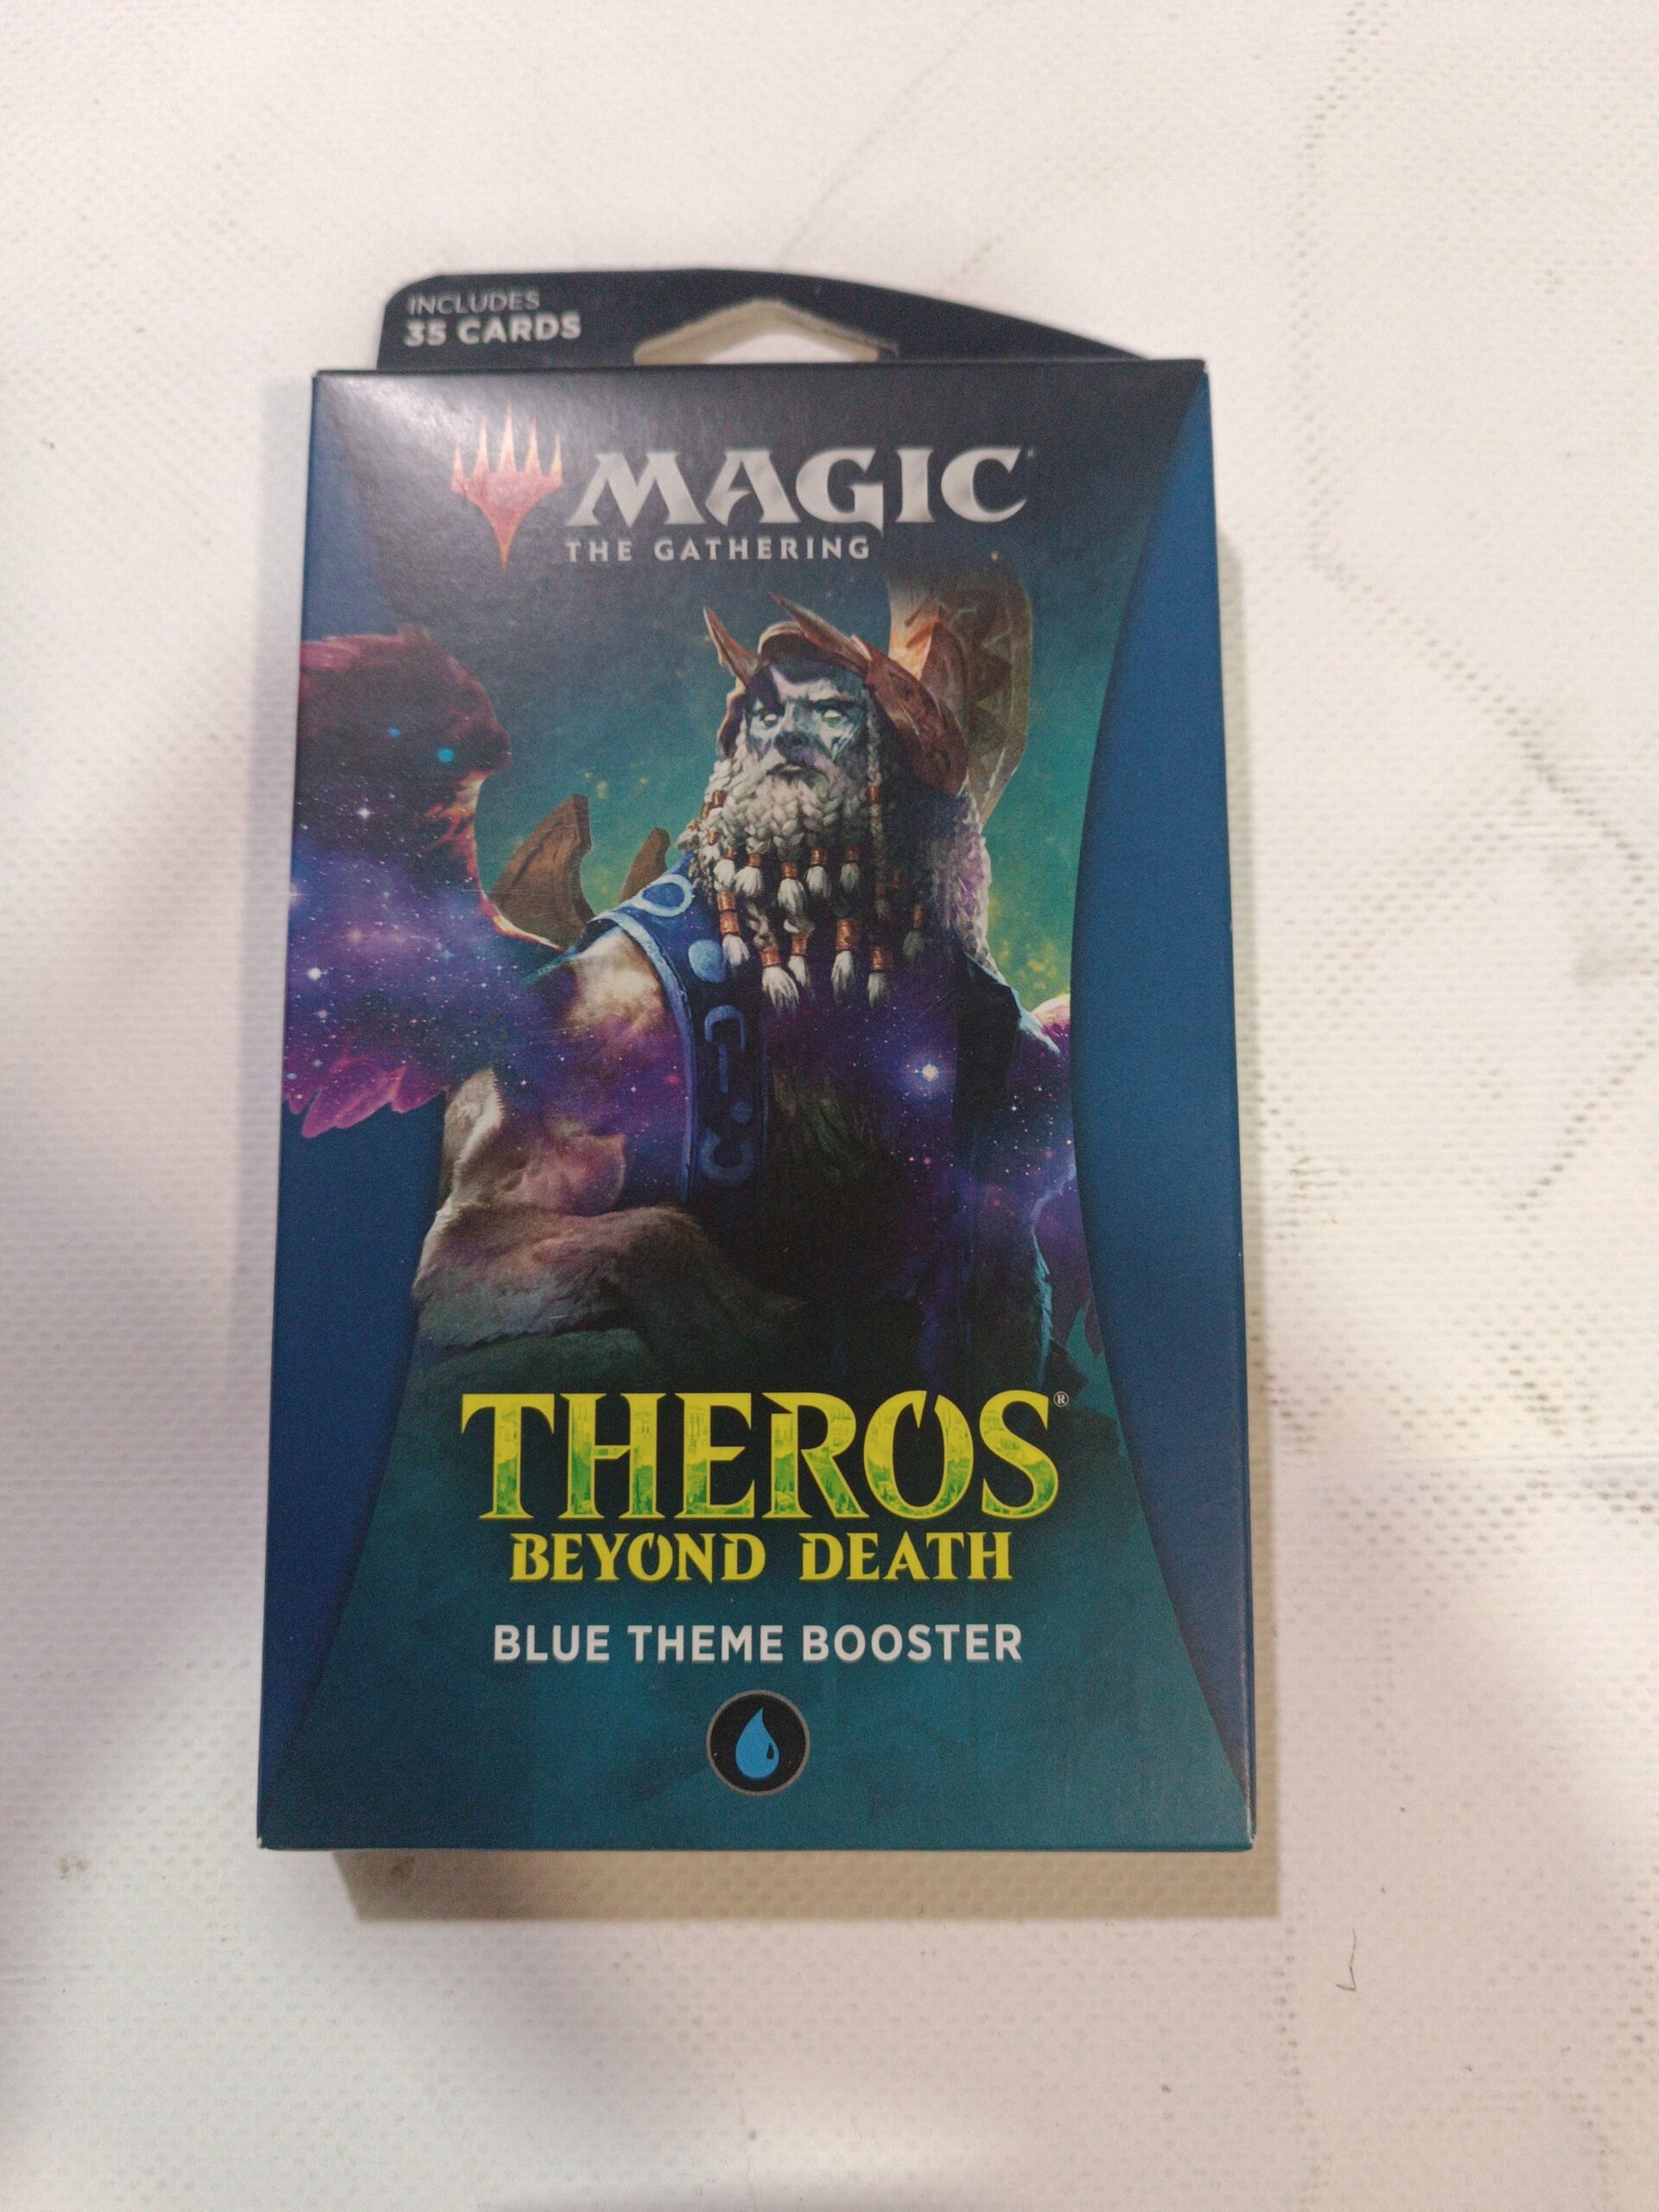 INCLUDES
35 CARDS
MAGIC
THE GATHERING
THEROS®
BEYOND DEATH
BLUE THEME BOOSTER